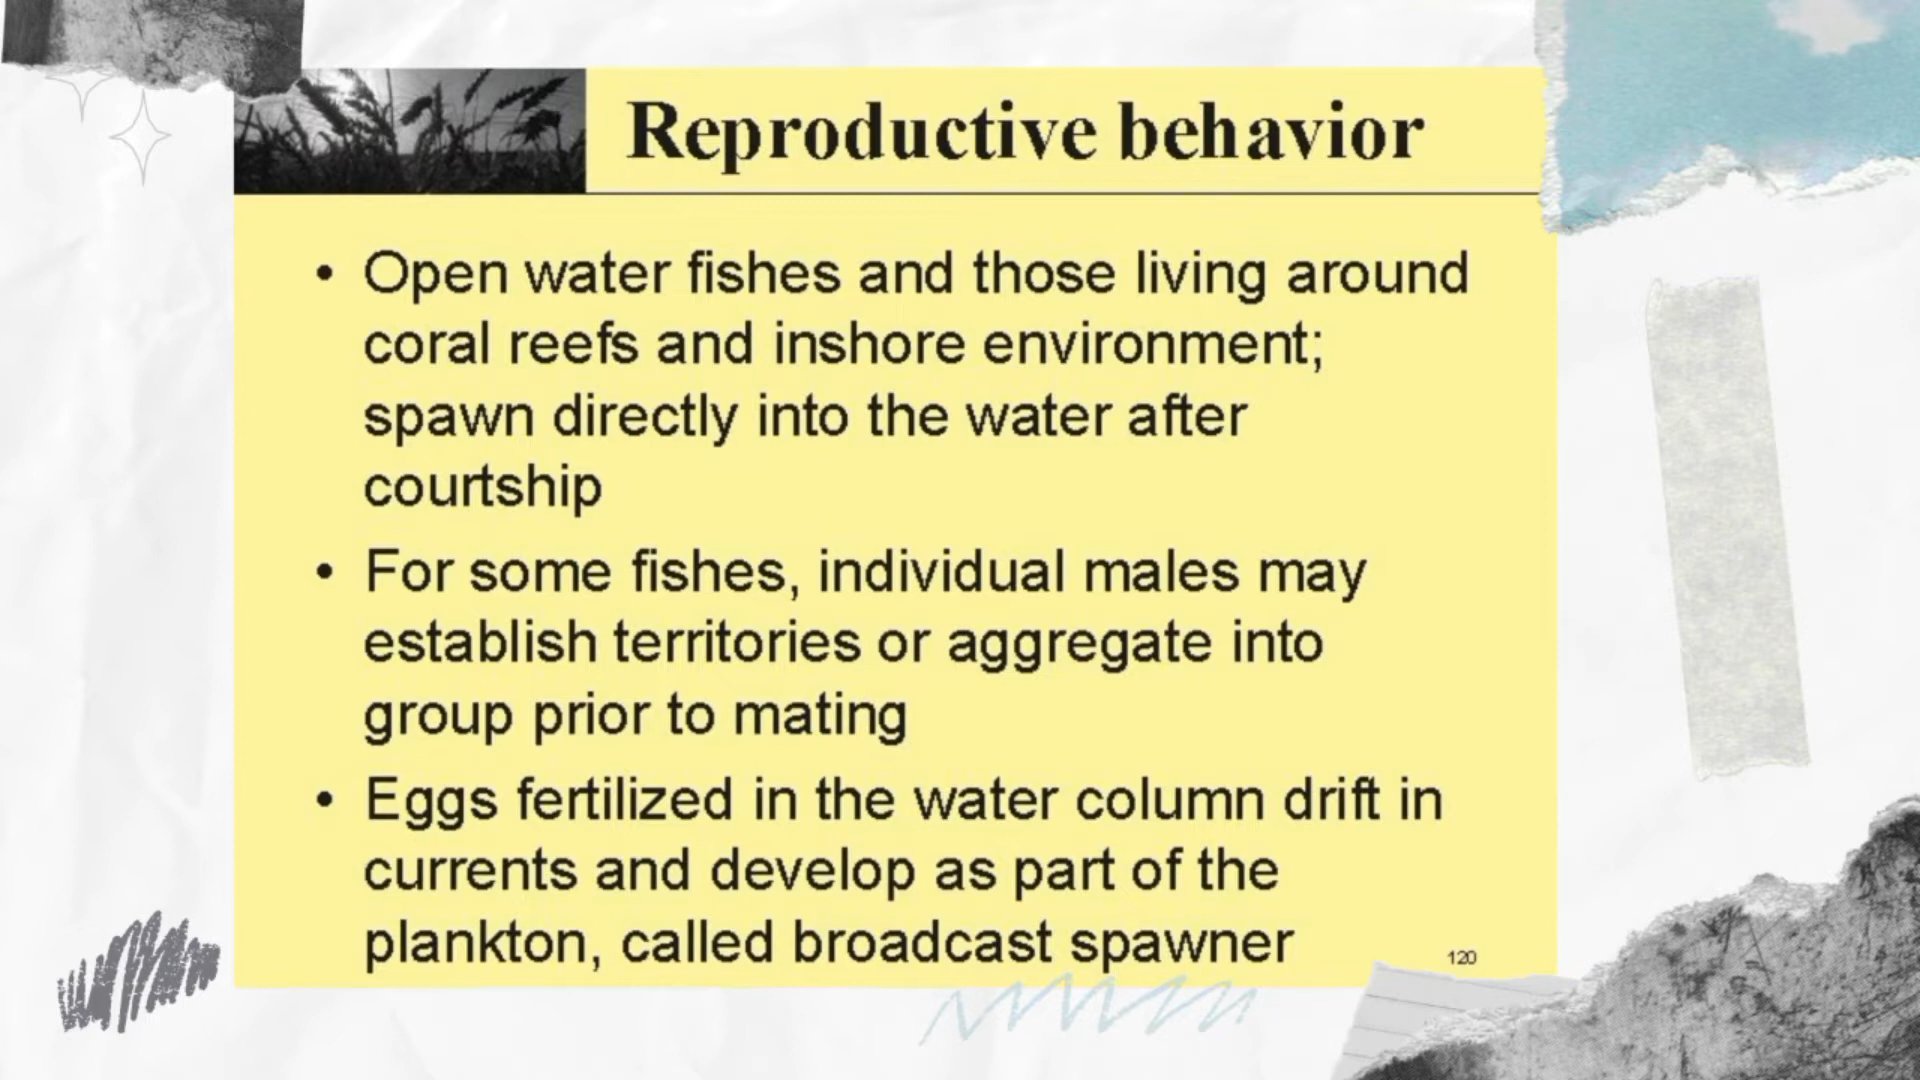 Reproductive behavior
• Open water fishes and those living around
coral reefs and inshore environment;
spawn directly into the water after
courtship
• For some fishes, individual males may
establish territories or aggregate into
group prior to mating
• Eggs fertilized in the water column drift in
currents and develop as part of the
plankton, called broadcast spawner
120